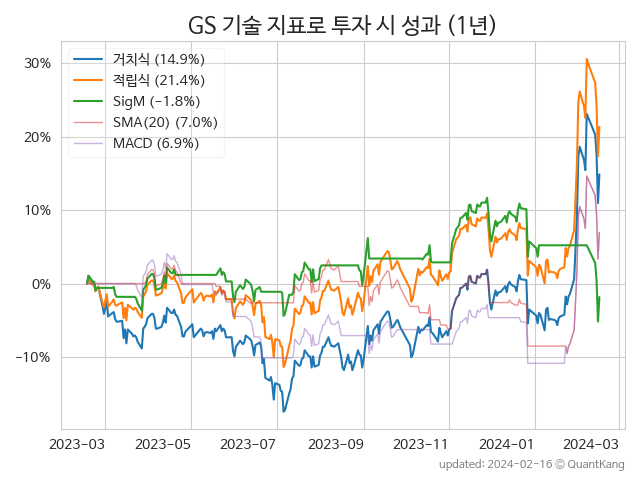 GS 기술 지표로 투자 시 성과 (1년)
거치식 (14.9%)
적립식 (21.4%)
SigM (−1.8%)
SMA(20) (7.0%)
MACD (6.9%)
30%
20%
10%
0%
−10%
2023-03 2023-05 2023-07 2023-09 2023-11 2024-01 2024-03
updated: 2024-02-16 © QuantKang